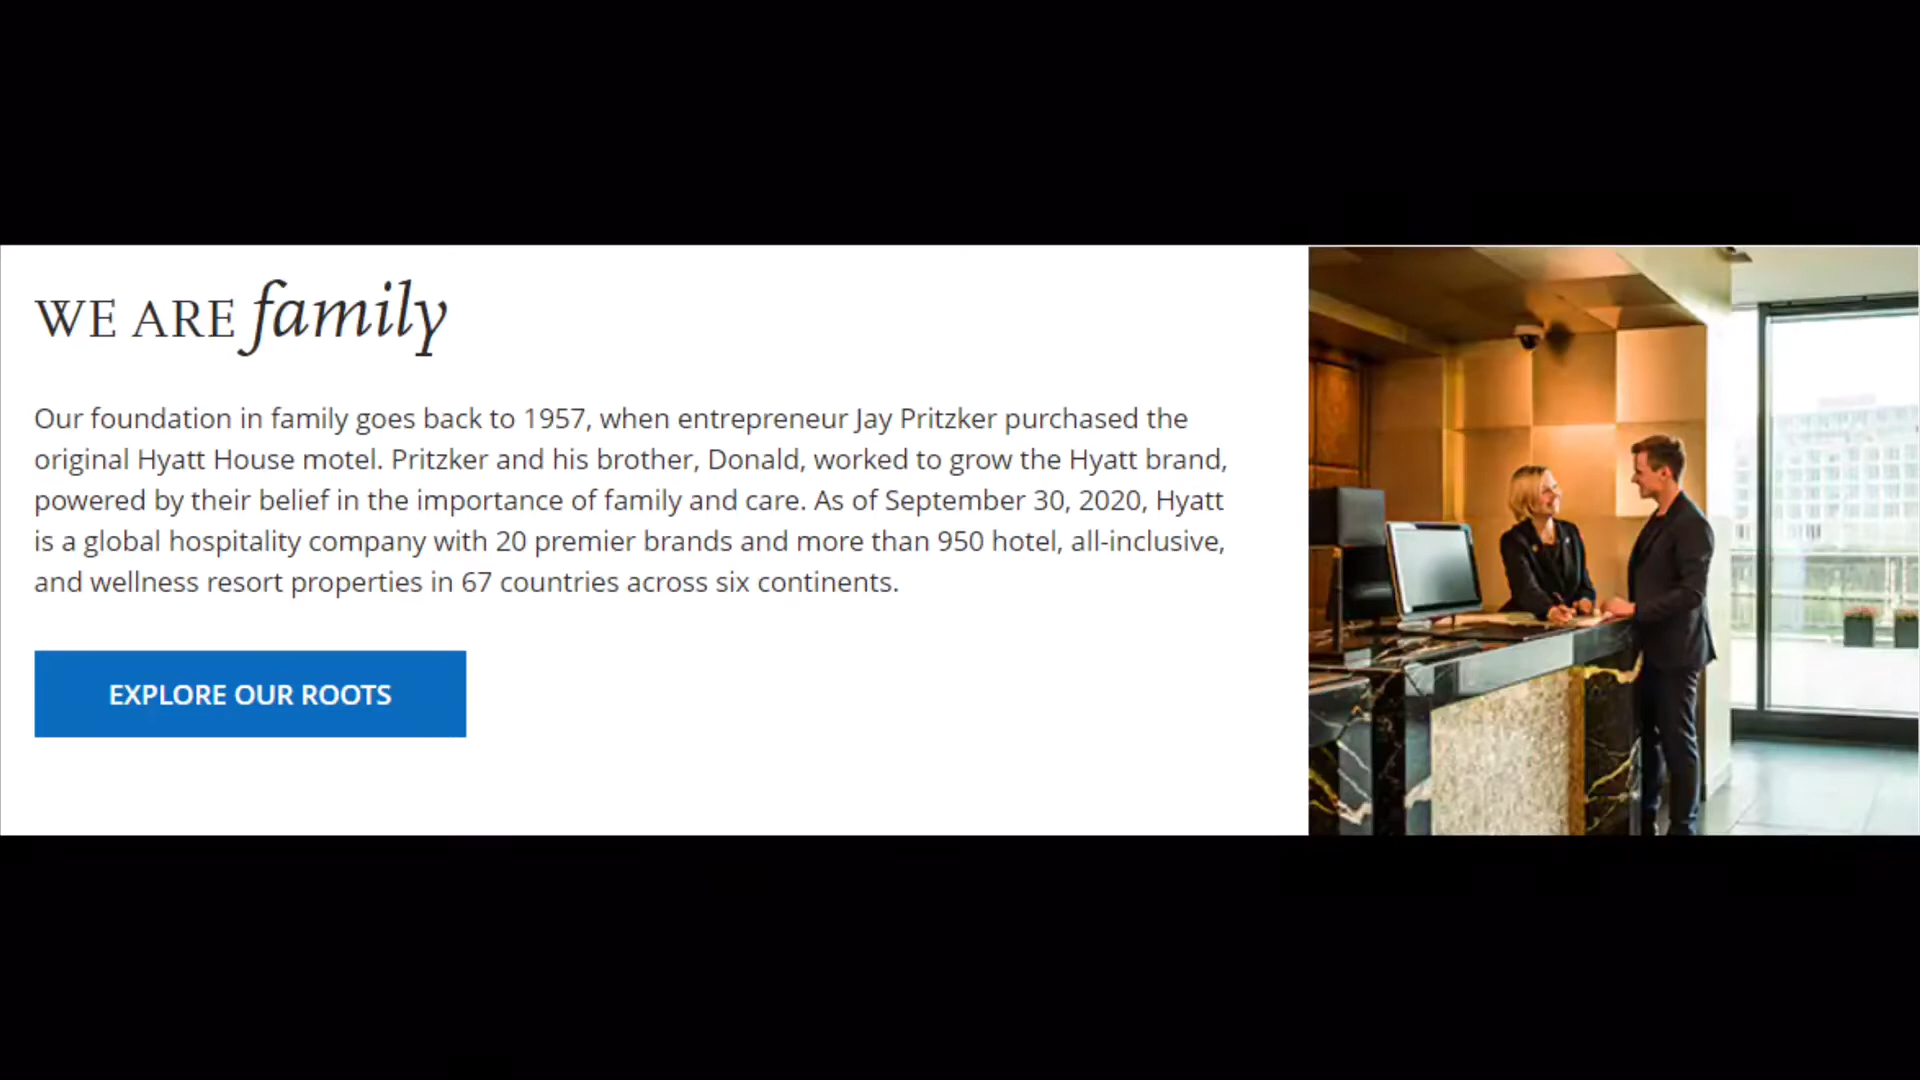 WE ARE family
Our foundation in family goes back to 1957, when entrepreneur Jay Pritzker purchased the
original Hyatt House motel. Pritzker and his brother, Donald, worked to grow the Hyatt brand,
powered by their belief in the importance of family and care. As of September 30, 2020, Hyatt
is a global hospitality company with 20 premier brands and more than 950 hotel, all-inclusive,
and wellness resort properties in 67 countries across six continents.
EXPLORE OUR ROOTS